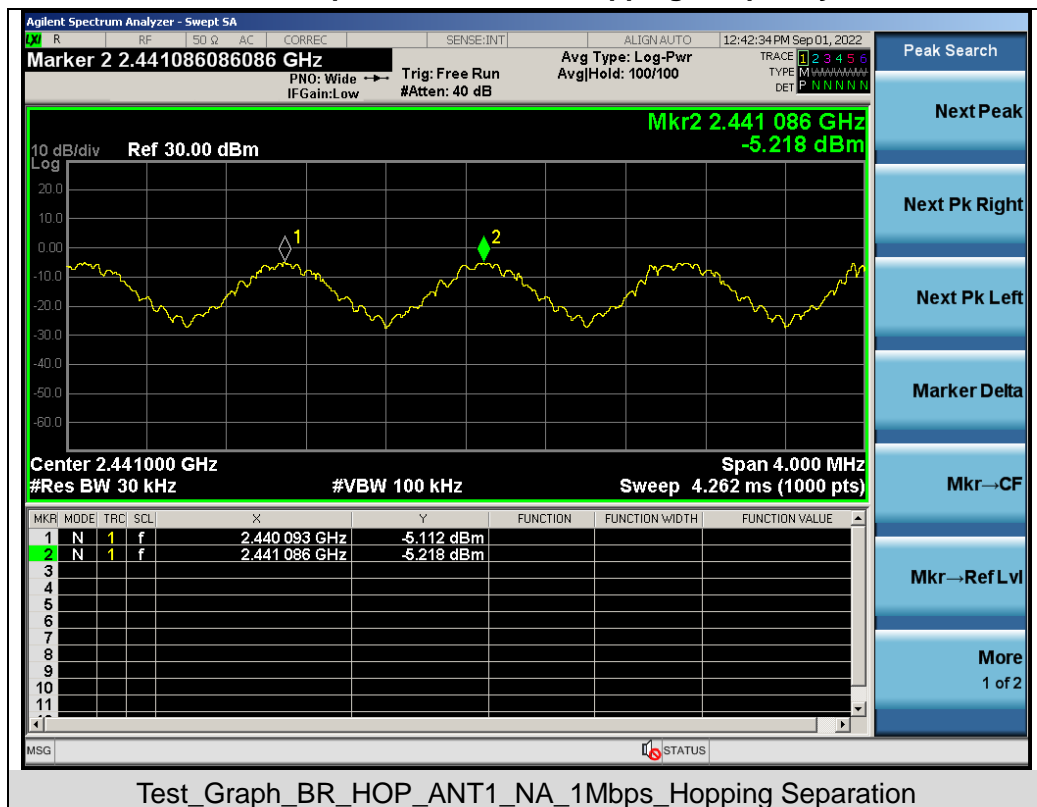 Agilent Spectrum Analyzer - Swept SA
LXI R RF 50 Ω AC CORREC SENSE:INT ALIGN AUTO 12:42:34 PM Sep 01, 2022
Marker 2 2.441086086086 GHz
PNO: Wide
IFGain:Low
Trig: Free Run
#Atten: 40 dB
Avg Type: Log-Pwr
Avg|Hold: 100/100
TRACE 1 2 3 4 5 6
TYPE M
DET P N N N N N
Mkr2 2.441 086 GHz
-5.218 dBm
10 dB/div Ref 30.00 dBm
Log
20.0
10.0
0.00
-10.0
-20.0
-30.0
-40.0
-50.0
-60.0
1
2
Center 2.441000 GHz Span 4.000 MHz
#Res BW 30 kHz #VBW 100 kHz Sweep 4.262 ms (1000 pts)
MKR MODE TRC SCL X Y FUNCTION FUNCTION WIDTH FUNCTION VALUE
1 N 1 f 2.440 093 GHz -5.112 dBm
2 N 1 f 2.441 086 GHz -5.218 dBm
3
4
5
6
7
8
9
10
11
MSG STATUS
Peak Search
Next Peak
Next Pk Right
Next Pk Left
Marker Delta
Mkr→CF
Mkr→Ref Lvl
More
1 of 2
Test_Graph_BR_HOP_ANT1_NA_1Mbps_Hopping Separation